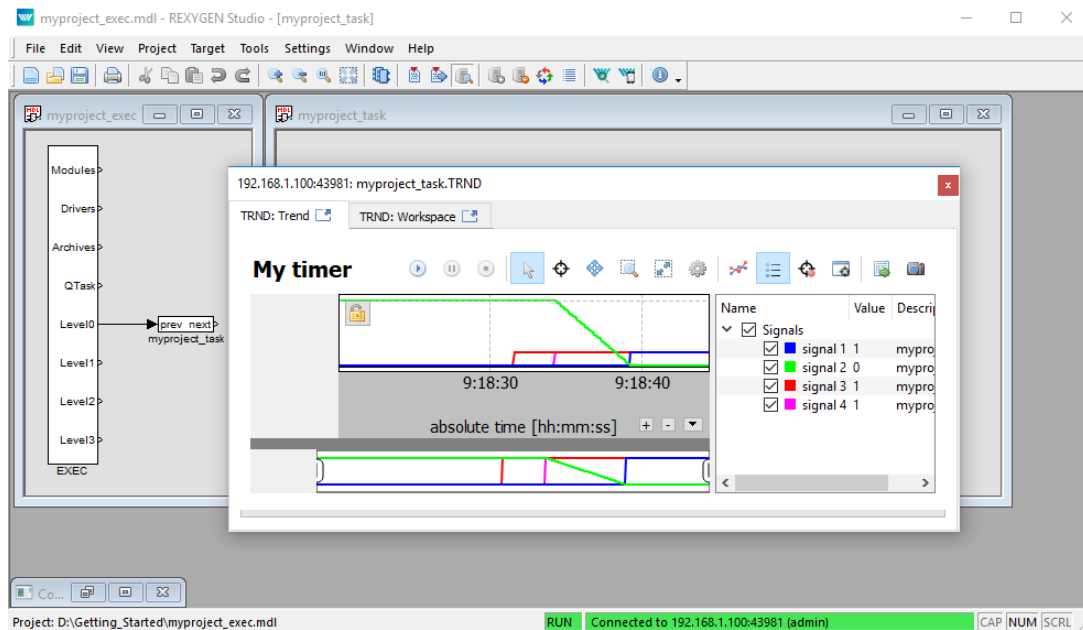 myproject_exec.mdl - REXYGEN Studio - [myproject_task]
File Edit View Project Target Tools Settings Window Help
myproject_exec
myproject_task
Modules
Drivers
Archives
QTask
Level0
prev next
myproject_task
Level1
Level2
Level3
EXEC
192.168.1.100:43981: myproject_task.TRND
TRND: Trend
TRND: Workspace
My timer
9:18:30 9:18:40
absolute time [hh:mm:ss] + -
Name Value Descri
Signals
signal 1 1 mypro
signal 2 0 mypro
signal 3 1 mypro
signal 4 1 mypro
Co...
Project: D:\Getting_Started\myproject_exec.mdl RUN Connected to 192.168.1.100:43981 (admin) CAP NUM SCRL